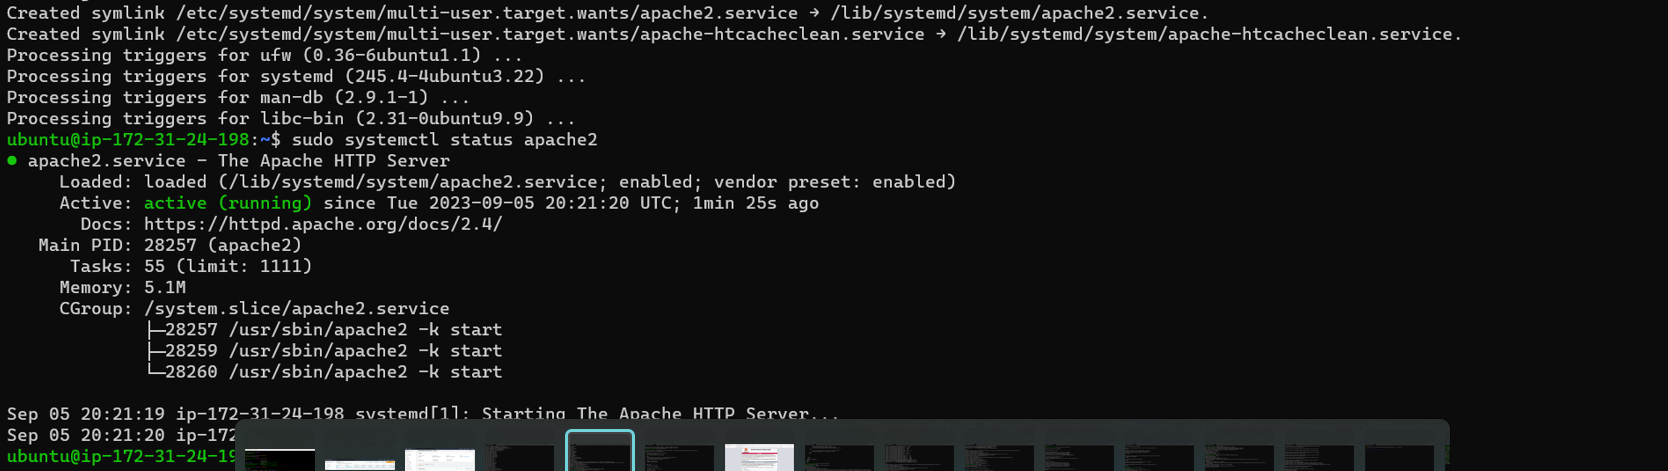 Created symlink /etc/systemd/system/multi-user.target.wants/apache2.service → /lib/systemd/system/apache2.service.
Created symlink /etc/systemd/system/multi-user.target.wants/apache-htcacheclean.service → /lib/systemd/system/apache-htcacheclean.service.
Processing triggers for ufw (0.36-6ubuntu1.1) ...
Processing triggers for systemd (245.4-4ubuntu3.22) ...
Processing triggers for man-db (2.9.1-1) ...
Processing triggers for libc-bin (2.31-0ubuntu9.9) ...
ubuntu@ip-172-31-24-198:~$ sudo systemctl status apache2
● apache2.service - The Apache HTTP Server
Loaded: loaded (/lib/systemd/system/apache2.service; enabled; vendor preset: enabled)
Active: active (running) since Tue 2023-09-05 20:21:20 UTC; 1min 25s ago
Docs: https://httpd.apache.org/docs/2.4/
Main PID: 28257 (apache2)
Tasks: 55 (limit: 1111)
Memory: 5.1M
CGroup: /system.slice/apache2.service
├─28257 /usr/sbin/apache2 -k start
├─28259 /usr/sbin/apache2 -k start
└─28260 /usr/sbin/apache2 -k start
Sep 05 20:21:19 ip-172-31-24-198 systemd[1]: Starting The Apache HTTP Server...
Sep 05 20:21:20 ip-172
ubuntu@ip-172-31-24-19